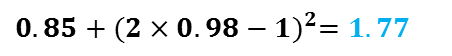 0.85 + (2 × 0.98 − 1)²= 1.77